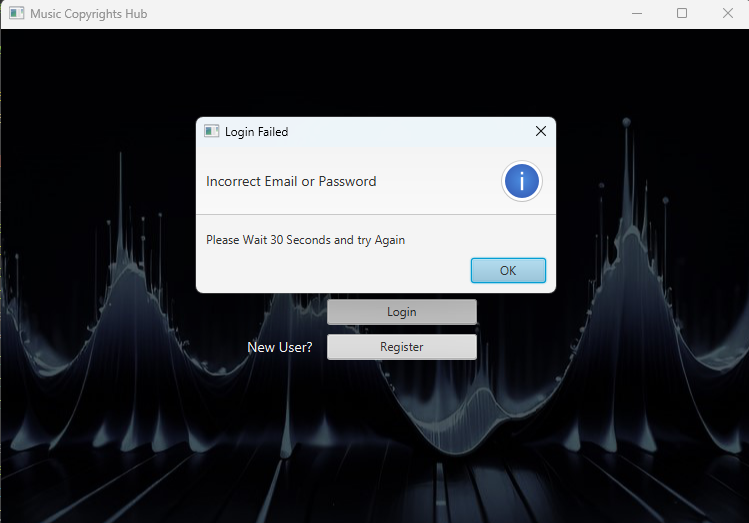 Music Copyrights Hub
Login Failed
Incorrect Email or Password
Please Wait 30 Seconds and try Again
OK
Login
New User?
Register